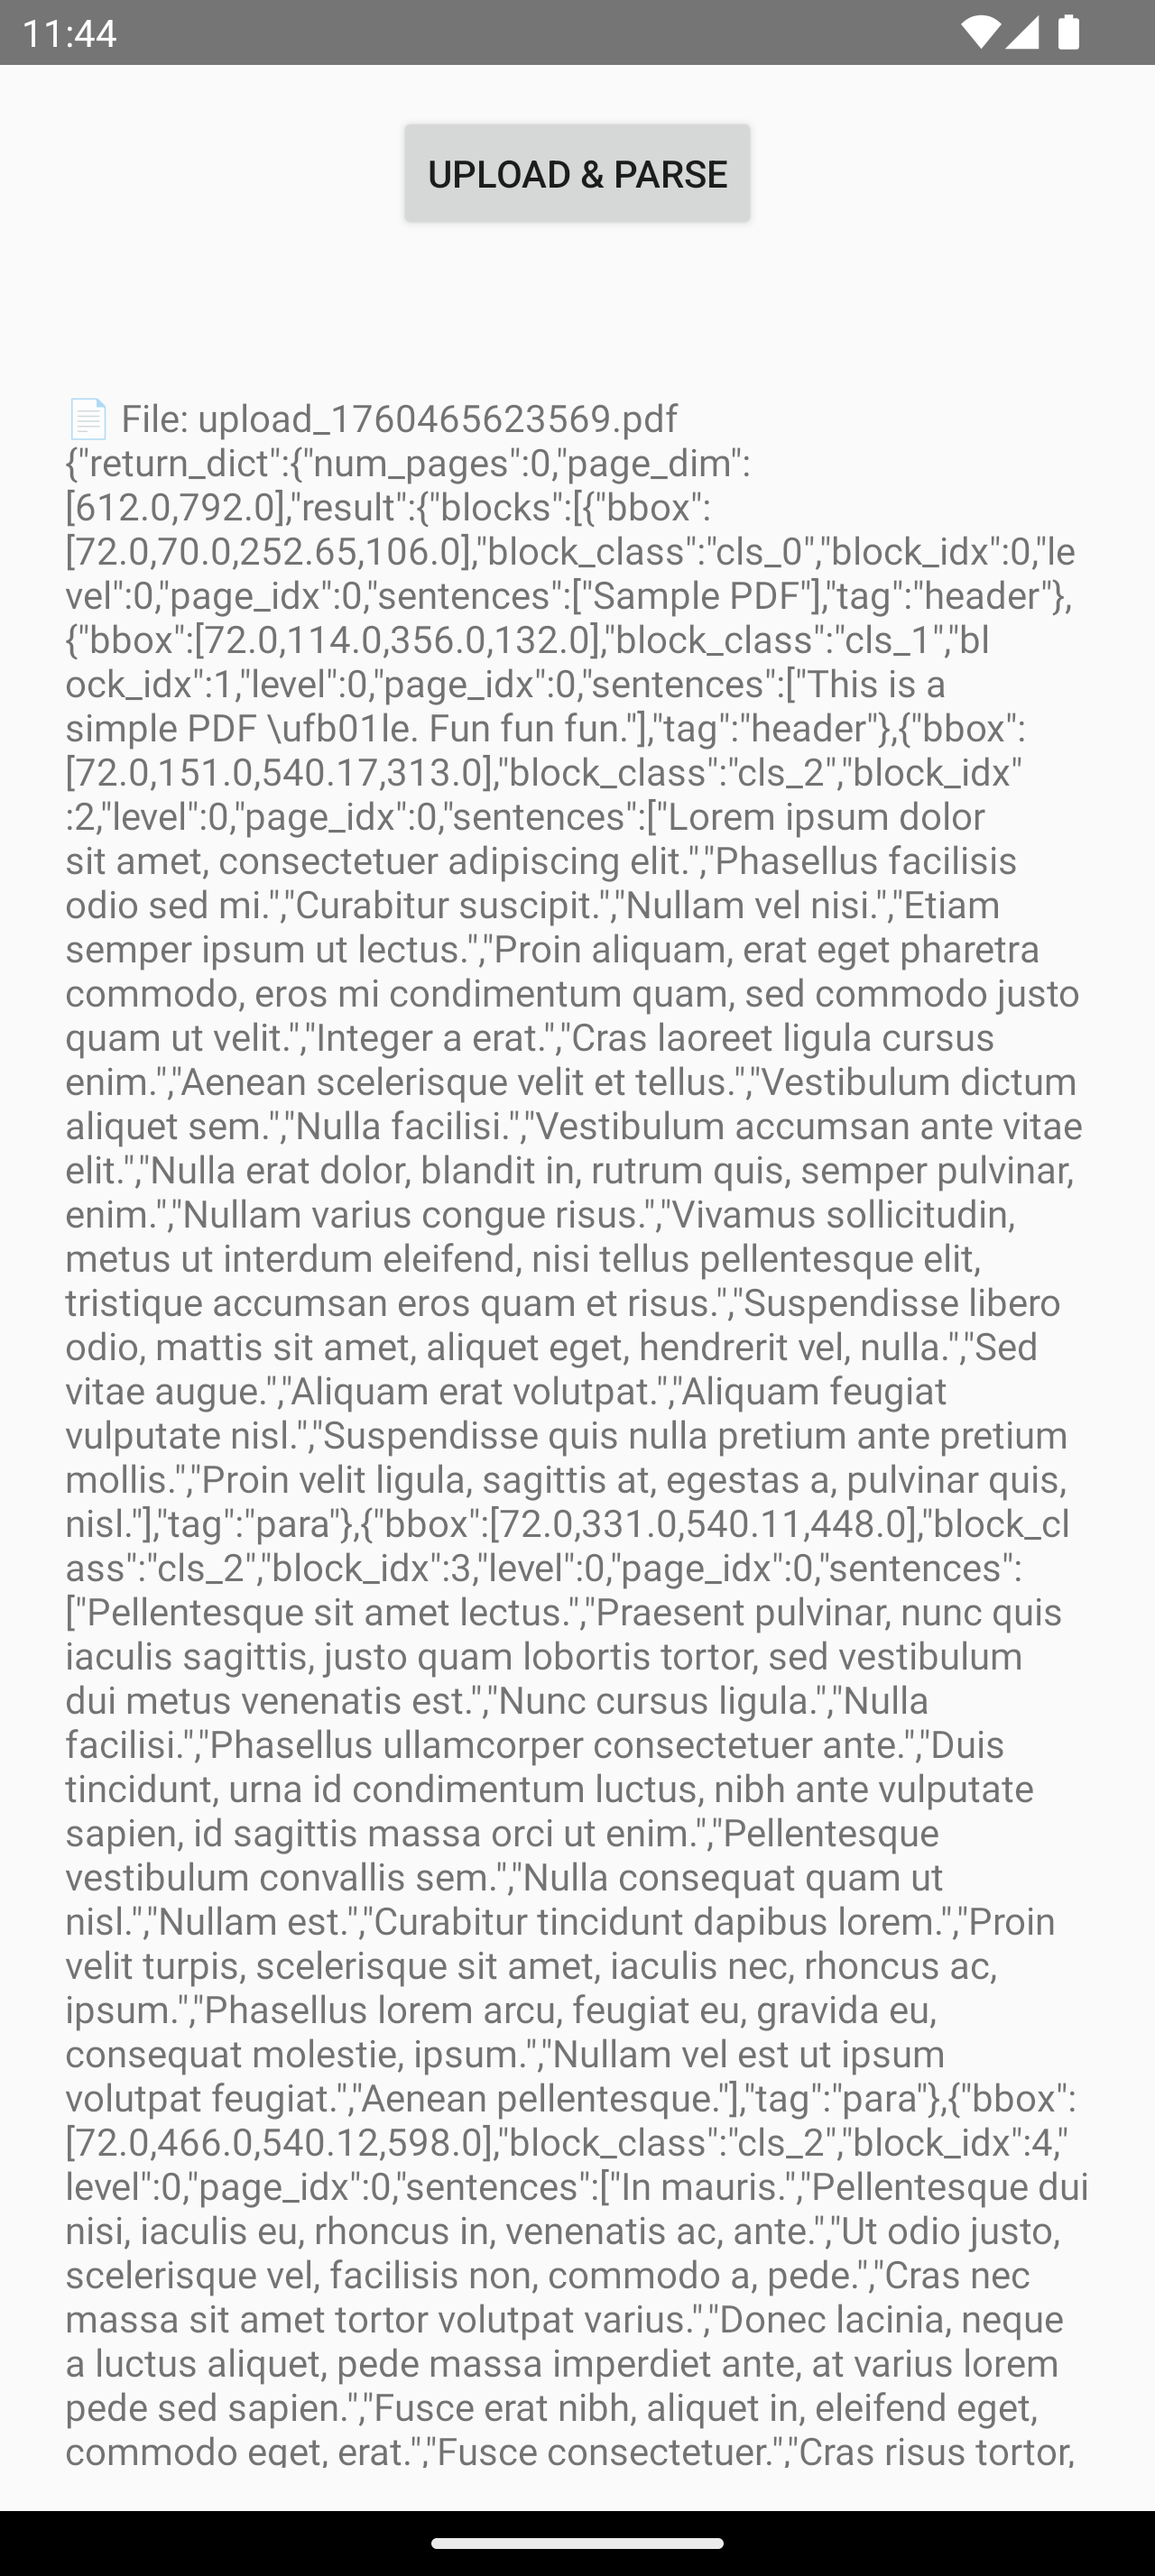 11:44
UPLOAD & PARSE
📄 File: upload_1760465623569.pdf
{"return_dict":{"num_pages":0,"page_dim":
[612.0,792.0],"result":{"blocks":[{"bbox":
[72.0,70.0,252.65,106.0],"block_class":"cls_0","block_idx":0,"le
vel":0,"page_idx":0,"sentences":["Sample PDF"],"tag":"header"},
{"bbox":[72.0,114.0,356.0,132.0],"block_class":"cls_1","bl
ock_idx":1,"level":0,"page_idx":0,"sentences":["This is a
simple PDF \ufb01le. Fun fun fun."],"tag":"header"},{"bbox":
[72.0,151.0,540.17,313.0],"block_class":"cls_2","block_idx"
:2,"level":0,"page_idx":0,"sentences":["Lorem ipsum dolor
sit amet, consectetuer adipiscing elit.","Phasellus facilisis
odio sed mi.","Curabitur suscipit.","Nullam vel nisi.","Etiam
semper ipsum ut lectus.","Proin aliquam, erat eget pharetra
commodo, eros mi condimentum quam, sed commodo justo
quam ut velit.","Integer a erat.","Cras laoreet ligula cursus
enim.","Aenean scelerisque velit et tellus.","Vestibulum dictum
aliquet sem.","Nulla facilisi.","Vestibulum accumsan ante vitae
elit.","Nulla erat dolor, blandit in, rutrum quis, semper pulvinar,
enim.","Nullam varius congue risus.","Vivamus sollicitudin,
metus ut interdum eleifend, nisi tellus pellentesque elit,
tristique accumsan eros quam et risus.","Suspendisse libero
odio, mattis sit amet, aliquet eget, hendrerit vel, nulla.","Sed
vitae augue.","Aliquam erat volutpat.","Aliquam feugiat
vulputate nisl.","Suspendisse quis nulla pretium ante pretium
mollis.","Proin velit ligula, sagittis at, egestas a, pulvinar quis,
nisl."],"tag":"para"},{"bbox":[72.0,331.0,540.11,448.0],"block_cl
ass":"cls_2","block_idx":3,"level":0,"page_idx":0,"sentences":
["Pellentesque sit amet lectus.","Praesent pulvinar, nunc quis
iaculis sagittis, justo quam lobortis tortor, sed vestibulum
dui metus venenatis est.","Nunc cursus ligula.","Nulla
facilisi.","Phasellus ullamcorper consectetuer ante.","Duis
tincidunt, urna id condimentum luctus, nibh ante vulputate
sapien, id sagittis massa orci ut enim.","Pellentesque
vestibulum convallis sem.","Nulla consequat quam ut
nisl.","Nullam est.","Curabitur tincidunt dapibus lorem.","Proin
velit turpis, scelerisque sit amet, iaculis nec, rhoncus ac,
ipsum.","Phasellus lorem arcu, feugiat eu, gravida eu,
consequat molestie, ipsum.","Nullam vel est ut ipsum
volutpat feugiat.","Aenean pellentesque."],"tag":"para"},{"bbox":
[72.0,466.0,540.12,598.0],"block_class":"cls_2","block_idx":4,"
level":0,"page_idx":0,"sentences":["In mauris.","Pellentesque dui
nisi, iaculis eu, rhoncus in, venenatis ac, ante.","Ut odio justo,
scelerisque vel, facilisis non, commodo a, pede.","Cras nec
massa sit amet tortor volutpat varius.","Donec lacinia, neque
a luctus aliquet, pede massa imperdiet ante, at varius lorem
pede sed sapien.","Fusce erat nibh, aliquet in, eleifend eget,
commodo eget, erat.","Fusce consectetuer.","Cras risus tortor,